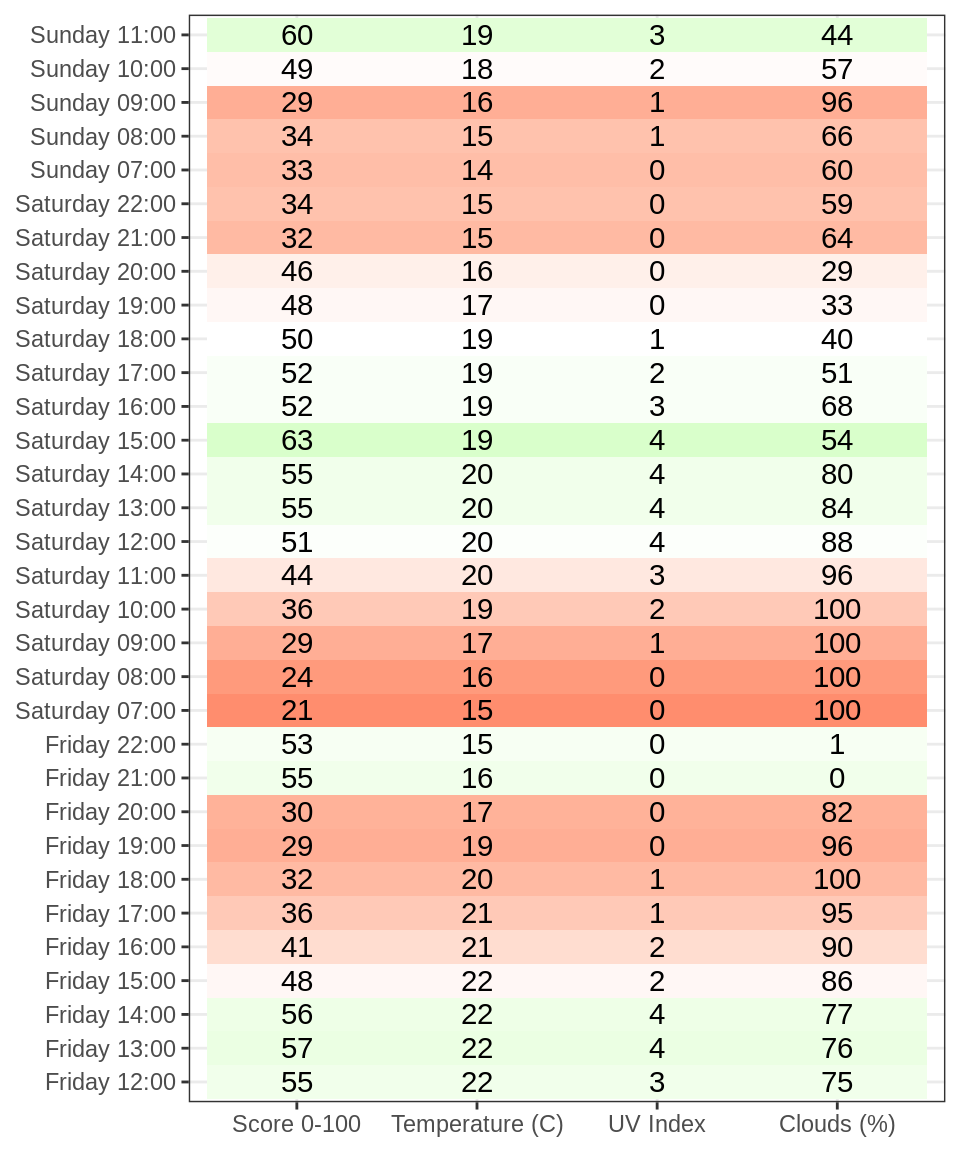 Sunday 11:00 60 19 3 44
Sunday 10:00 49 18 2 57
Sunday 09:00 29 16 1 96
Sunday 08:00 34 15 1 66
Sunday 07:00 33 14 0 60
Saturday 22:00 34 15 0 59
Saturday 21:00 32 15 0 64
Saturday 20:00 46 16 0 29
Saturday 19:00 48 17 0 33
Saturday 18:00 50 19 1 40
Saturday 17:00 52 19 2 51
Saturday 16:00 52 19 3 68
Saturday 15:00 63 19 4 54
Saturday 14:00 55 20 4 80
Saturday 13:00 55 20 4 84
Saturday 12:00 51 20 4 88
Saturday 11:00 44 20 3 96
Saturday 10:00 36 19 2 100
Saturday 09:00 29 17 1 100
Saturday 08:00 24 16 0 100
Saturday 07:00 21 15 0 100
Friday 22:00 53 15 0 1
Friday 21:00 55 16 0 0
Friday 20:00 30 17 0 82
Friday 19:00 29 19 0 96
Friday 18:00 32 20 1 100
Friday 17:00 36 21 1 95
Friday 16:00 41 21 2 90
Friday 15:00 48 22 2 86
Friday 14:00 56 22 4 77
Friday 13:00 57 22 4 76
Friday 12:00 55 22 3 75
Score 0-100 Temperature (C) UV Index Clouds (%)